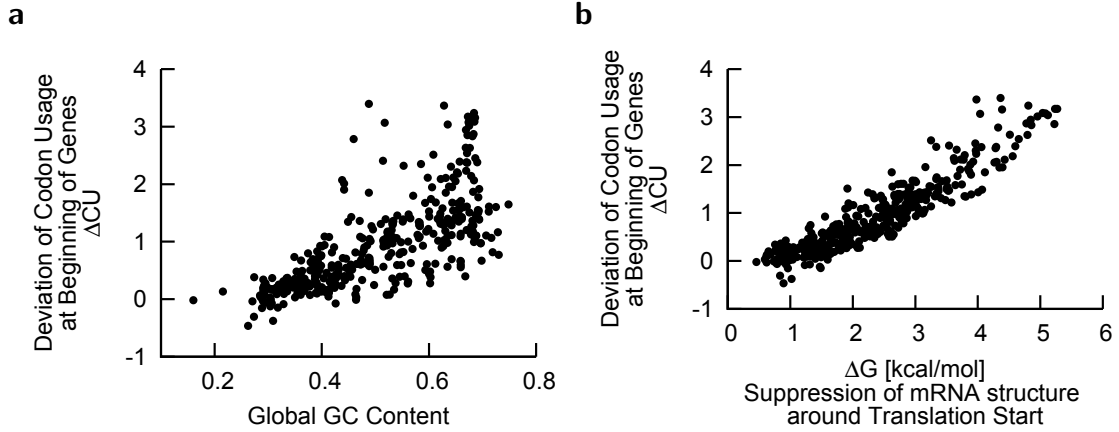 a
Deviation of Codon Usage
at Beginning of Genes
ΔCU
4
3
2
1
0
-1
0.2 0.4 0.6 0.8
Global GC Content
b
Deviation of Codon Usage
at Beginning of Genes
ΔCU
4
3
2
1
0
-1
0 1 2 3 4 5 6
ΔG [kcal/mol]
Suppression of mRNA structure
around Translation Start